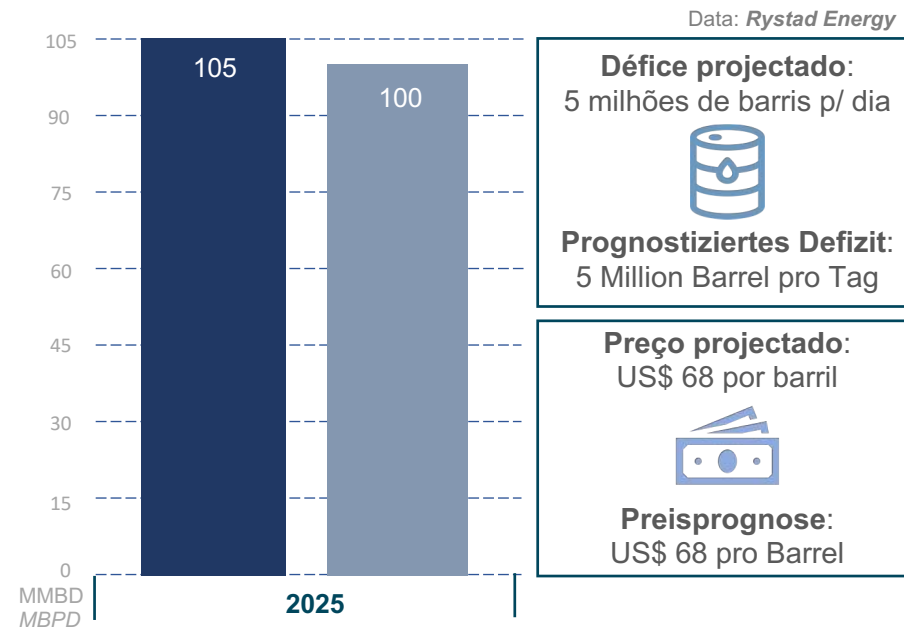 Data: Rystad Energy
105
90
75
60
45
30
15
0
MMBD
MBPD
105
100
2025
Défice projectado:
5 milhões de barris p/ dia
Prognostiziertes Defizit:
5 Million Barrel pro Tag
Preço projectado:
US$ 68 por barril
Preisprognose:
US$ 68 pro Barrel